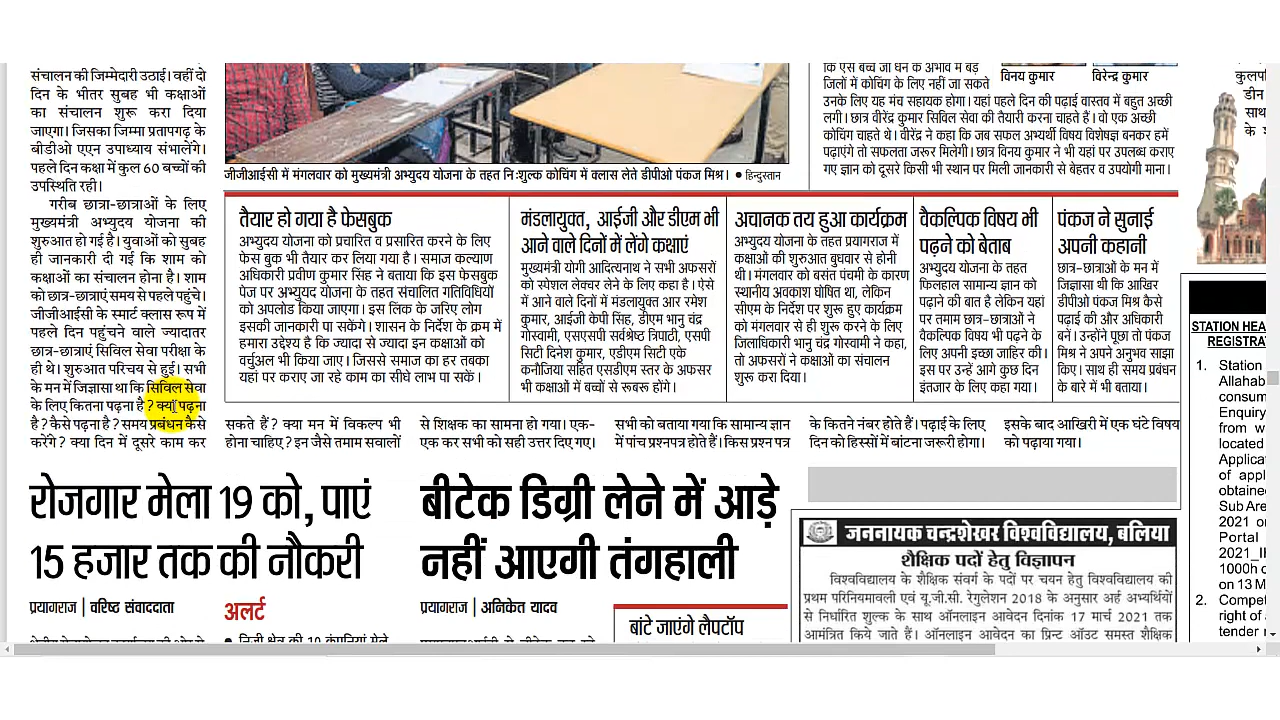 संचालन की जिम्मेदारी उठाई। वहीं दो
दिन के भीतर सुबह भी कक्षाओं
का संचालन शुरू करा दिया
जाएगा। जिसका जिम्मा प्रतापगढ़ के
बीडीओ एएन उपाध्याय संभालेंगे।
पहले दिन कक्षा में कुल 60 बच्चों की
उपस्थिति रही।
गरीब छात्रा-छात्राओं के लिए
मुख्यमंत्री अभ्युदय योजना की
शुरुआत हो गई है। युवाओं को सुबह
ही जानकारी दी गई कि शाम को
कक्षाओं का संचालन होना है। शाम
को छात्र-छात्राएं समय से पहले पहुंचे।
जीजीआईसी के स्मार्ट क्लास रूप में
पहले दिन पहुंचने वाले ज्यादातर
छात्र-छात्राएं सिविल सेवा परीक्षा के
ही थे। शुरुआत परिचय से हुई। सभी
के मन में जिज्ञासा था कि सिविल सेवा
के लिए कितना पढ़ना है? क्यों पढ़ना
है? कैसे पढ़ना है? समय प्रबंधन कैसे
करेंगे? क्या दिन में दूसरे काम कर
जीजीआईसी में मंगलवार को मुख्यमंत्री अभ्युदय योजना के तहत नि:शुल्क कोचिंग में क्लास लेते डीपीओ पंकज मिश्र। ● हिन्दुस्तान
विनय कुमार वीरेन्द्र कुमार
जिलों में कोचिंग के लिए नहीं जा सकते
उनके लिए यह मंच सहायक होगा। यहां पहले दिन की पढ़ाई वास्तव में बहुत अच्छी
लगी। छात्र वीरेंद्र कुमार सिविल सेवा की तैयारी करना चाहते हैं। वो एक अच्छी
कोचिंग चाहते थे। वीरेंद्र ने कहा कि जब सफल अभ्यर्थी विषय विशेषज्ञ बनकर हमें
पढ़ाएंगे तो सफलता जरूर मिलेगी। छात्र विनय कुमार ने भी यहां पर उपलब्ध कराए
गए ज्ञान को दूसरे किसी भी स्थान पर मिली जानकारी से बेहतर व उपयोगी माना।
तैयार हो गया है फेसबुक
अभ्युदय योजना को प्रचारित व प्रसारित करने के लिए
फेस बुक भी तैयार कर लिया गया है। समाज कल्याण
अधिकारी प्रवीण कुमार सिंह ने बताया कि इस फेसबुक
पेज पर अभ्युयद योजना के तहत संचालित गतिविधियों
को अपलोड किया जाएगा। इस लिंक के जरिए लोग
इसकी जानकारी पा सकेंगे। शासन के निर्देश के क्रम में
हमारा उद्देश्य है कि ज्यादा से ज्यादा इन कक्षाओं को
वर्चुअल भी किया जाए। जिससे समाज का हर तबका
यहां पर कराए जा रहे काम का सीधे लाभ पा सकें।
मंडलायुक्त, आईजी और डीएम भी
आने वाले दिनों में लेंगे कक्षाएं
मुख्यमंत्री योगी आदित्यनाथ ने सभी अफसरों
को स्पेशल लेक्चर लेने के लिए कहा है। ऐसे
में आने वाले दिनों में मंडलायुक्त आर रमेश
कुमार, आईजी केपी सिंह, डीएम भानु चंद्र
गोस्वामी, एसएसपी सर्वश्रेष्ठ त्रिपाठी, एसपी
सिटी दिनेश कुमार, एडीएम सिटी एके
कनौजिया सहित एसडीएम स्तर के अफसर
भी कक्षाओं में बच्चों से रूबरू होंगे।
अचानक तय हुआ कार्यक्रम
अभ्युदय योजना के तहत प्रयागराज में
कक्षाओं की शुरुआत बुधवार से होनी
थी। मंगलवार को बसंत पंचमी के कारण
स्थानीय अवकाश घोषित था, लेकिन
सीएम के निर्देश पर शुरू हुए कार्यक्रम
को मंगलवार से ही शुरू करने के लिए
जिलाधिकारी भानु चंद्र गोस्वामी ने कहा,
तो अफसरों ने कक्षाओं का संचालन
शुरू करा दिया।
वैकल्पिक विषय भी
पढ़ने को बेताब
अभ्युदय योजना के तहत
फिलहाल सामान्य ज्ञान को
पढ़ाने की बात है लेकिन यहां
पर तमाम छात्र-छात्राओं ने
वैकल्पिक विषय भी पढ़ने के
लिए अपनी इच्छा जाहिर की।
इस पर उन्हें आगे कुछ दिन
इंतजार के लिए कहा गया।
पंकज ने सुनाई
अपनी कहानी
छात्र-छात्राओं के मन में
जिज्ञासा थी कि आखिर
डीपीओ पंकज मिश्र कैसे
पढ़ाई की और अधिकारी
बनें। उन्होंने पूछा तो पंकज
मिश्र ने अपने अनुभव साझा
किए। साथ ही समय प्रबंधन
के बारे में भी बताया।
सकते हैं? क्या मन में विकल्प भी
होना चाहिए? इन जैसे तमाम सवालों
से शिक्षक का सामना हो गया। एक-
एक कर सभी को सही उत्तर दिए गए।
सभी को बताया गया कि सामान्य ज्ञान
में पांच प्रश्नपत्र होते हैं। किस प्रश्न पत्र
के कितने नंबर होते हैं। पढ़ाई के लिए
दिन को हिस्सों में बांटना जरूरी होगा।
इसके बाद आखिरी में एक घंटे विषय
को पढ़ाया गया।
रोजगार मेला 19 को, पाएं
15 हजार तक की नौकरी
प्रयागराज | वरिष्ठ संवाददाता
अलर्ट
बीटेक डिग्री लेने में आड़े
नहीं आएगी तंगहाली
प्रयागराज | अनिकेत यादव
बांटे जाएंगे लैपटॉप
जननायक चन्द्रशेखर विश्वविद्यालय, बलिया
शैक्षिक पदों हेतु विज्ञापन
विश्वविद्यालय के शैक्षिक संवर्ग के पदों पर चयन हेतु विश्वविद्यालय की
प्रथम परिनियमावली एवं यू.जी.सी. रेगुलेशन 2018 के अनुसार अर्ह अभ्यर्थियों
से निर्धारित शुल्क के साथ ऑनलाइन आवेदन दिनांक 17 मार्च 2021 तक
आमंत्रित किये जाते हैं। ऑनलाइन आवेदन का प्रिन्ट ऑउट समस्त शैक्षिक
कुलपति
डीन
साथ
के
STATION HEA
REGISTRA
1. Station
Allahab
consum
Enquiry
from w
located
Applica
of appl
obtaine
Sub Are
2021 o
Portal
2021_I
1000h o
on 13 M
2. Compet
right of
tender